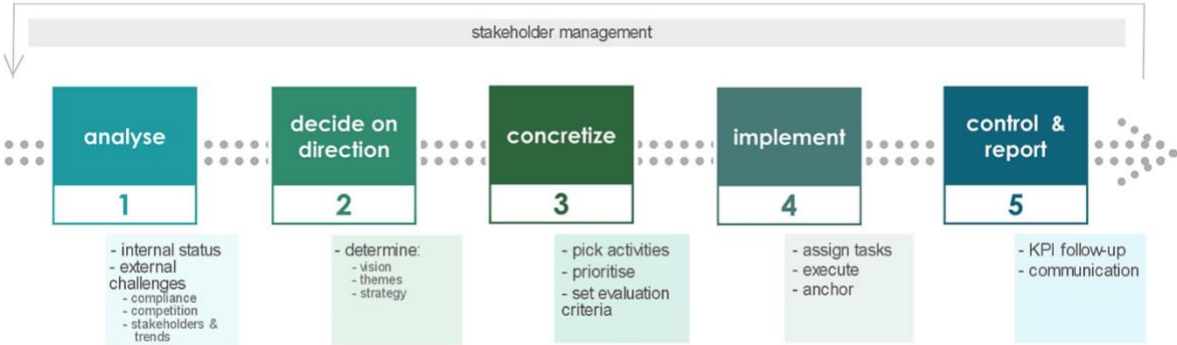 stakeholder management
analyse
1
- internal status
- external
challenges
- compliance
- competition
- stakeholders &
trends
decide on
direction
2
- determine:
- vision
- themes
- strategy
concretize
3
- pick activities
- prioritise
- set evaluation
criteria
implement
4
- assign tasks
- execute
- anchor
control &
report
5
- KPI follow-up
- communication